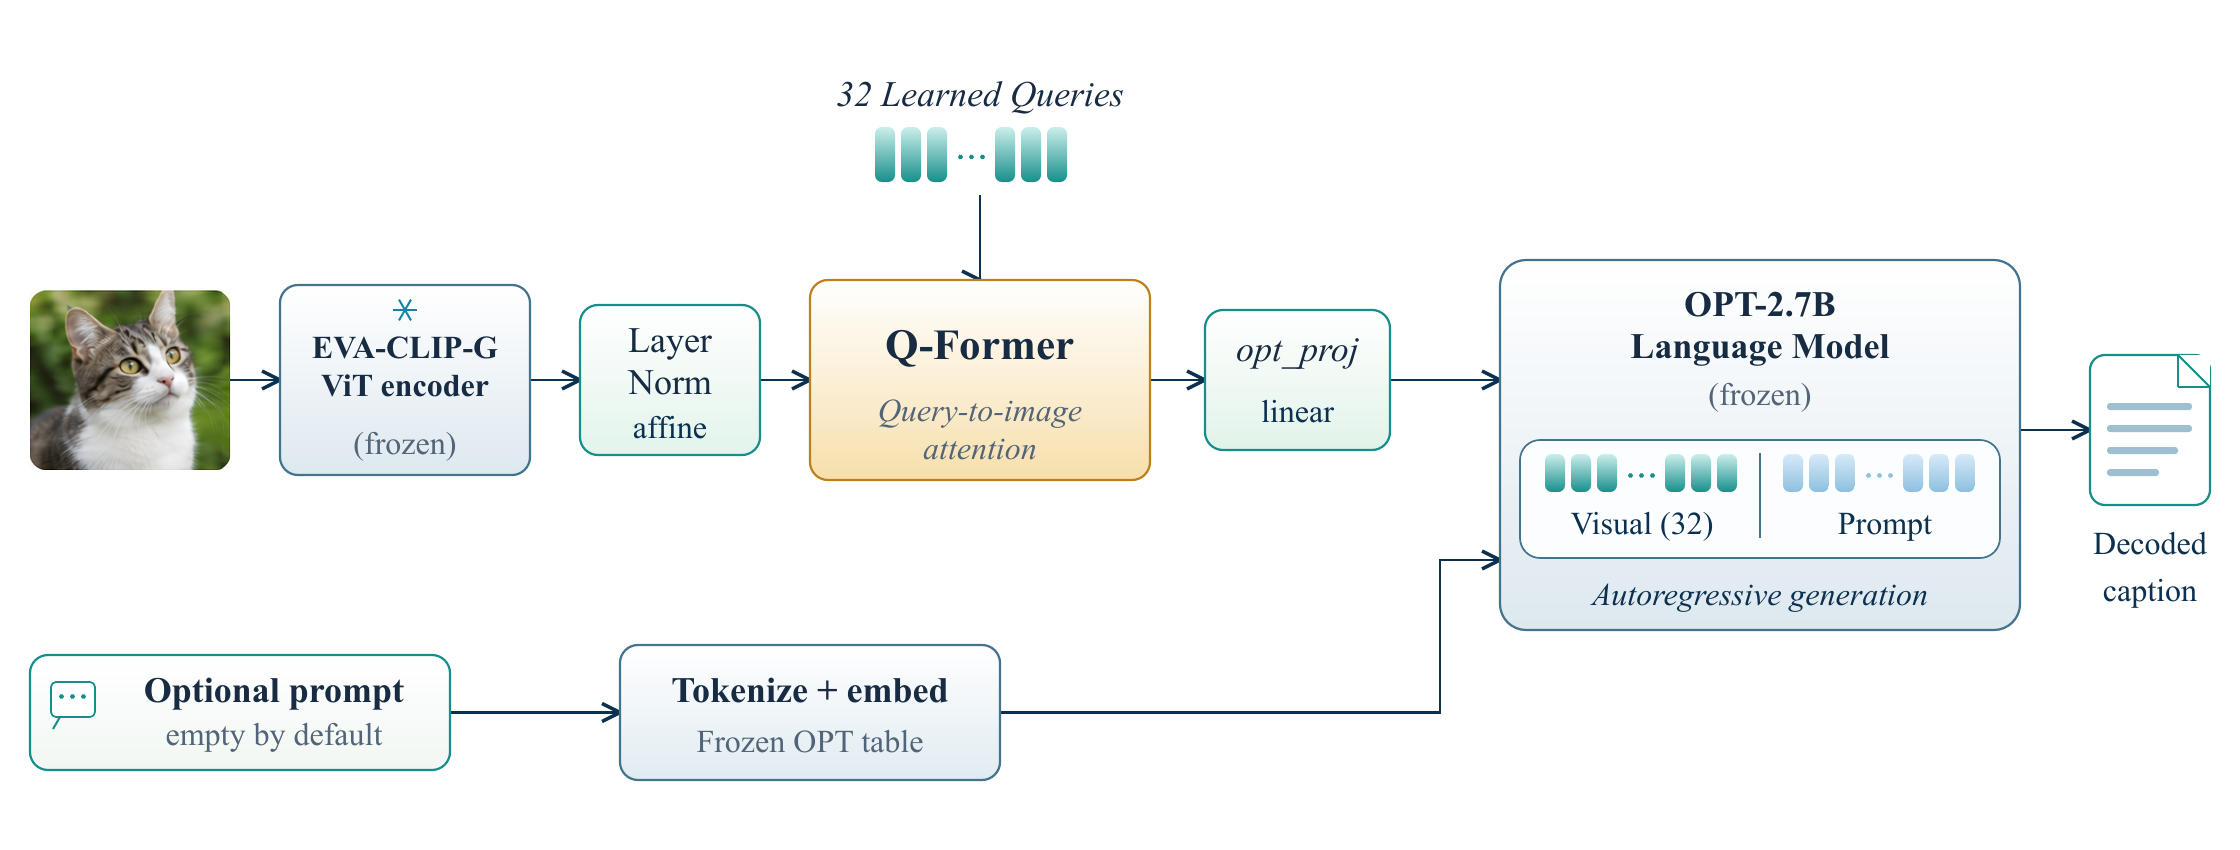 32 Learned Queries
EVA-CLIP-G
ViT encoder
(frozen)
Layer
Norm
affine
Q-Former
Query-to-image
attention
opt_proj
linear
OPT-2.7B
Language Model
(frozen)
Visual (32)
Prompt
Autoregressive generation
Decoded
caption
Optional prompt
empty by default
Tokenize + embed
Frozen OPT table